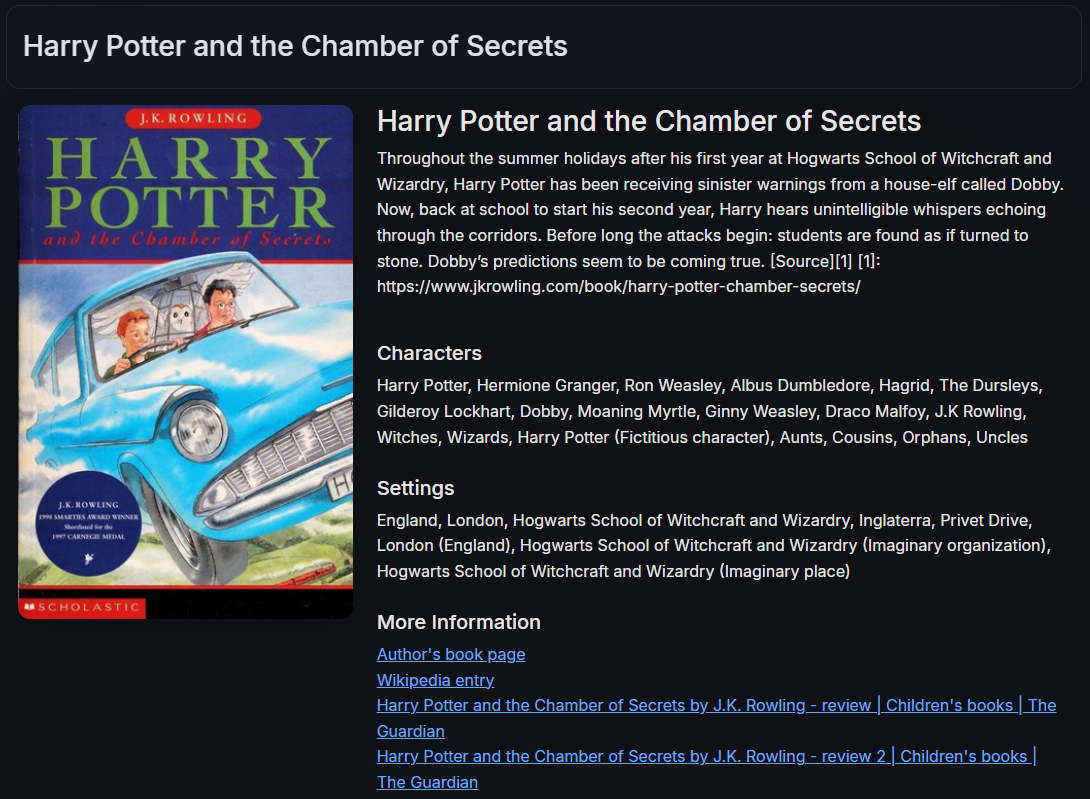 Harry Potter and the Chamber of Secrets
J.K. ROWLING
HARRY
POTTER
and the Chamber of Secrets
J.K. ROWLING
1998 SMARTIES AWARD WINNER
Shortlisted for the
1997 CARNEGIE MEDAL
SCHOLASTIC
Harry Potter and the Chamber of Secrets
Throughout the summer holidays after his first year at Hogwarts School of Witchcraft and
Wizardry, Harry Potter has been receiving sinister warnings from a house-elf called Dobby.
Now, back at school to start his second year, Harry hears unintelligible whispers echoing
through the corridors. Before long the attacks begin: students are found as if turned to
stone. Dobby’s predictions seem to be coming true. [Source][1] [1]:
https://www.jkrowling.com/book/harry-potter-chamber-secrets/
Characters
Harry Potter, Hermione Granger, Ron Weasley, Albus Dumbledore, Hagrid, The Dursleys,
Gilderoy Lockhart, Dobby, Moaning Myrtle, Ginny Weasley, Draco Malfoy, J.K Rowling,
Witches, Wizards, Harry Potter (Fictitious character), Aunts, Cousins, Orphans, Uncles
Settings
England, London, Hogwarts School of Witchcraft and Wizardry, Inglaterra, Privet Drive,
London (England), Hogwarts School of Witchcraft and Wizardry (Imaginary organization),
Hogwarts School of Witchcraft and Wizardry (Imaginary place)
More Information
Author's book page
Wikipedia entry
Harry Potter and the Chamber of Secrets by J.K. Rowling - review | Children's books | The
Guardian
Harry Potter and the Chamber of Secrets by J.K. Rowling - review 2 | Children's books |
The Guardian